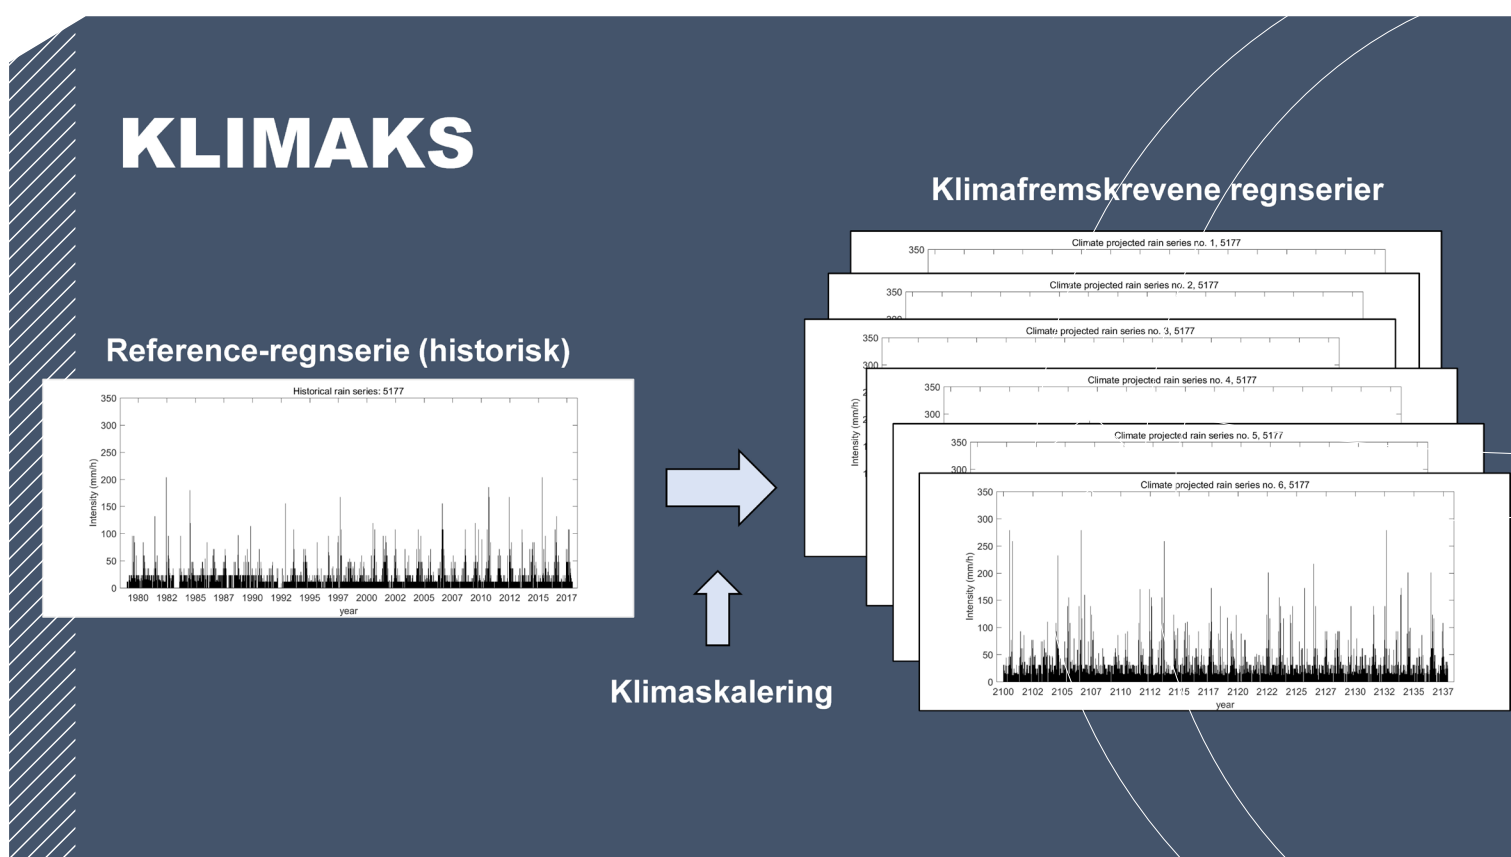 KLIMAKS
Klimafremskrevene regnserier
Reference-regnserie (historisk)
Historical rain series: 5177
350
300
250
200
150
100
50
0
Intensity (mm/h)
1980 1982 1985 1987 1990 1992 1995 1997 2000 2002 2005 2007 2010 2012 2015 2017
year
Klimaskalering
Climate projected rain series no. 1, 5177
350
Climate projected rain series no. 2, 5177
350
Climate projected rain series no. 3, 5177
350
300
Intensity (mm/h)
Climate projected rain series no. 4, 5177
350
300
Climate projected rain series no. 5, 5177
350
Climate projected rain series no. 6, 5177
350
300
250
200
150
100
50
0
Intensity (mm/h)
2100 2102 2105 2107 2110 2112 2115 2117 2120 2122 2125 2127 2130 2132 2135 2137
year